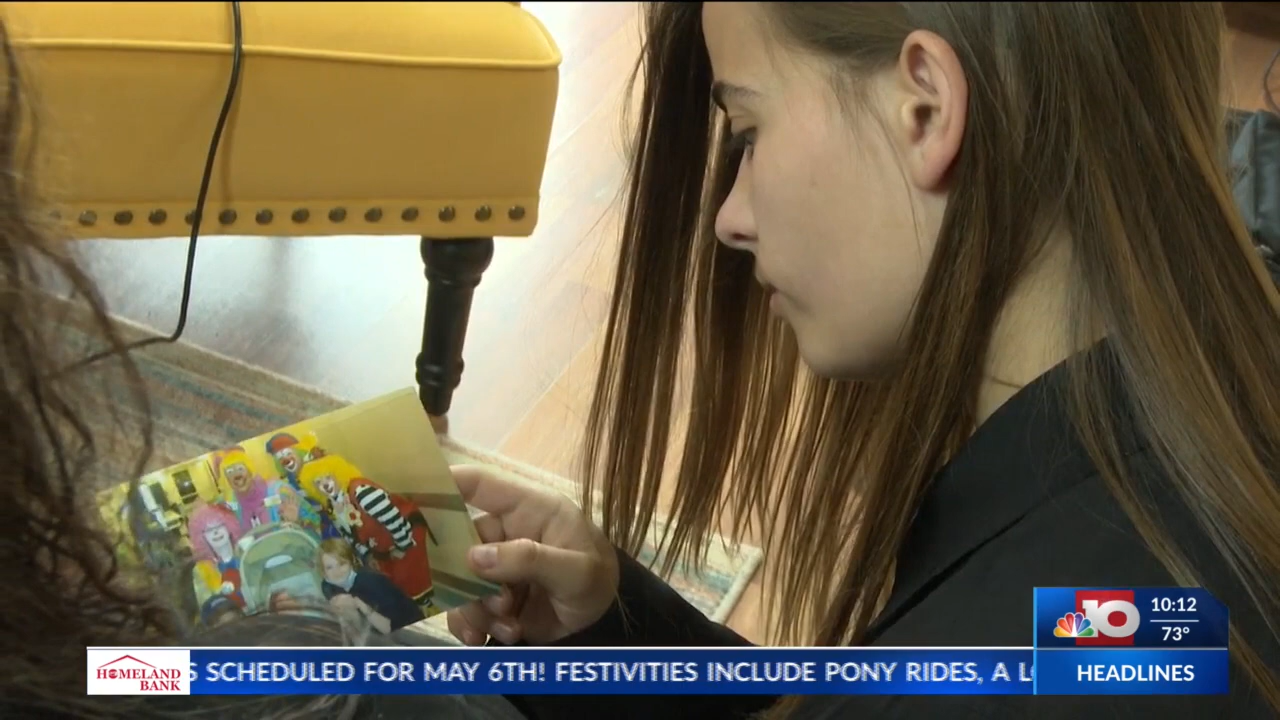 10
10:12
73°
HOMELAND
BANK
S SCHEDULED FOR MAY 6TH! FESTIVITIES INCLUDE PONY RIDES, A L
HEADLINES